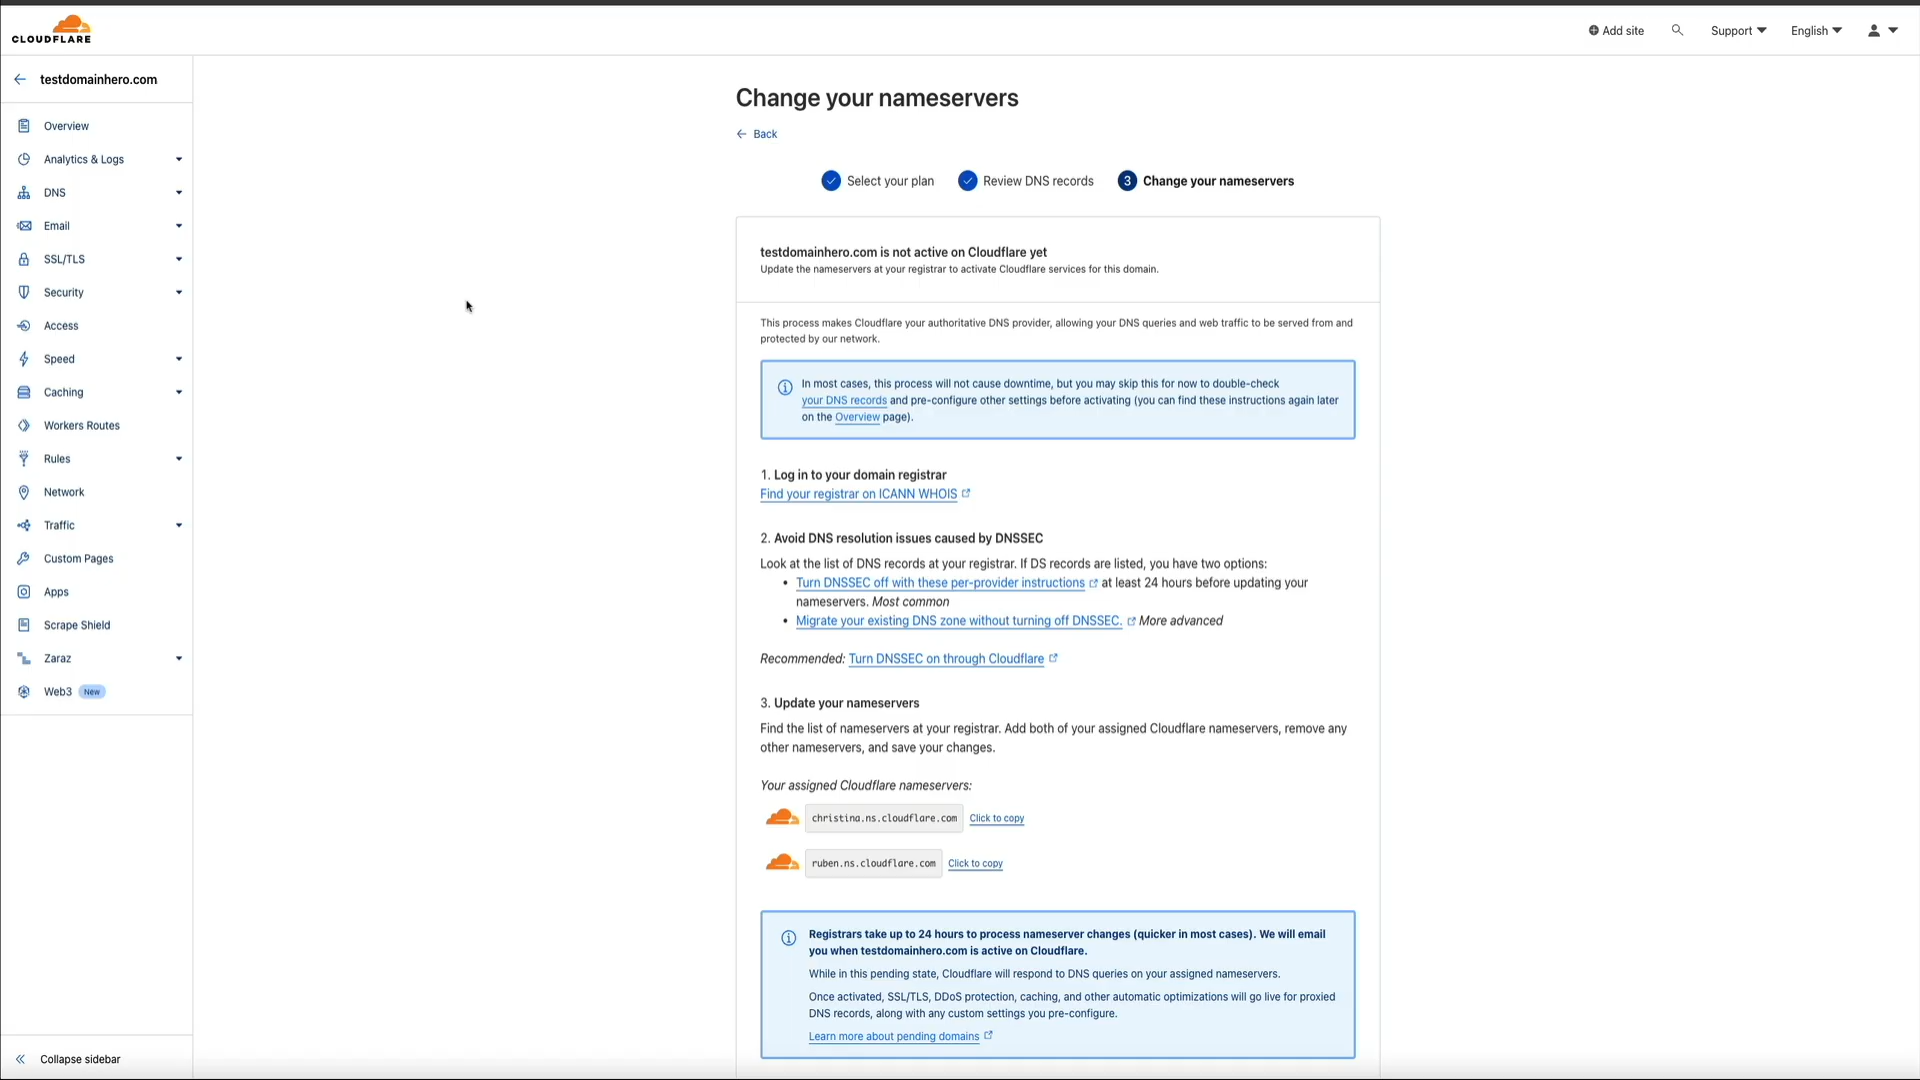 CLOUDFLARE
Add site
Support
English
testdomainhero.com
Overview
Analytics & Logs
DNS
Email
SSL/TLS
Security
Access
Speed
Caching
Workers Routes
Rules
Network
Traffic
Custom Pages
Apps
Scrape Shield
Zaraz
Web3 New
Collapse sidebar
Change your nameservers
Back
Select your plan
Review DNS records
3 Change your nameservers
testdomainhero.com is not active on Cloudflare yet
Update the nameservers at your registrar to activate Cloudflare services for this domain.
This process makes Cloudflare your authoritative DNS provider, allowing your DNS queries and web traffic to be served from and
protected by our network.
In most cases, this process will not cause downtime, but you may skip this for now to double-check
your DNS records and pre-configure other settings before activating (you can find these instructions again later
on the Overview page).
1. Log in to your domain registrar
Find your registrar on ICANN WHOIS
2. Avoid DNS resolution issues caused by DNSSEC
Look at the list of DNS records at your registrar. If DS records are listed, you have two options:
• Turn DNSSEC off with these per-provider instructions at least 24 hours before updating your
nameservers. Most common
• Migrate your existing DNS zone without turning off DNSSEC. More advanced
Recommended: Turn DNSSEC on through Cloudflare
3. Update your nameservers
Find the list of nameservers at your registrar. Add both of your assigned Cloudflare nameservers, remove any
other nameservers, and save your changes.
Your assigned Cloudflare nameservers:
christina.ns.cloudflare.com Click to copy
ruben.ns.cloudflare.com Click to copy
Registrars take up to 24 hours to process nameserver changes (quicker in most cases). We will email
you when testdomainhero.com is active on Cloudflare.
While in this pending state, Cloudflare will respond to DNS queries on your assigned nameservers.
Once activated, SSL/TLS, DDoS protection, caching, and other automatic optimizations will go live for proxied
DNS records, along with any custom settings you pre-configure.
Learn more about pending domains